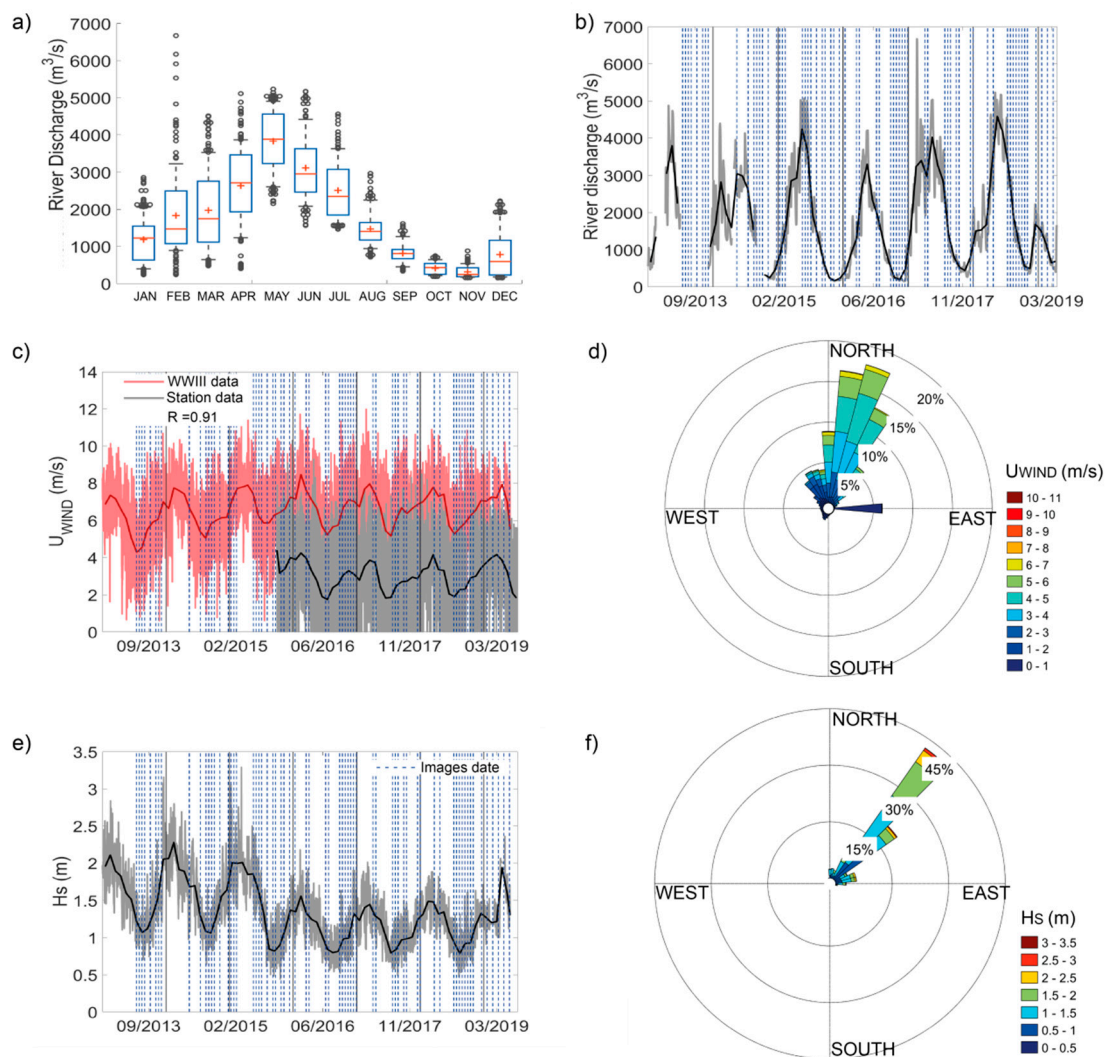 a)
River Discharge (m³/s)
7000
6000
5000
4000
3000
2000
1000
0
JAN FEB MAR APR MAY JUN JUL AUG SEP OCT NOV DEC
b)
River discharge (m³/s)
7000
6000
5000
4000
3000
2000
1000
0
09/2013 02/2015 06/2016 11/2017 03/2019
c)
UWIND (m/s)
14
12
10
8
6
4
2
0
WWIII data
Station data
R =0.91
09/2013 02/2015 06/2016 11/2017 03/2019
d)
NORTH
20%
15%
10%
5%
WEST
EAST
SOUTH
UWIND (m/s)
10 - 11
9 - 10
8 - 9
7 - 8
6 - 7
5 - 6
4 - 5
3 - 4
2 - 3
1 - 2
0 - 1
e)
Hs (m)
3.5
3
2.5
2
1.5
1
0.5
0
Images date
09/2013 02/2015 06/2016 11/2017 03/2019
f)
NORTH
45%
30%
15%
WEST
EAST
SOUTH
Hs (m)
3 - 3.5
2.5 - 3
2 - 2.5
1.5 - 2
1 - 1.5
0.5 - 1
0 - 0.5